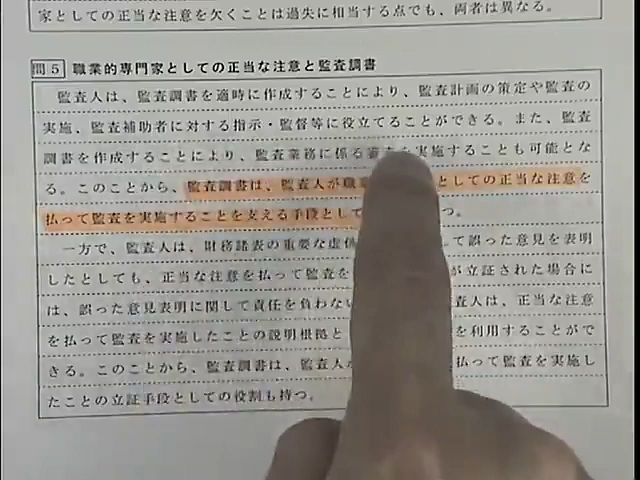 家としての正当な注意を欠くことは過失に相当する点でも、両者は異なる。
問5 職業的専門家としての正当な注意と監査調書
監査人は、監査調書を適時に作成することにより、監査計画の策定や監査の
実施、監査補助者に対する指示・監督等に役立てることができる。また、監査
調書を作成することにより、監査業務に係る審査を実施することも可能とな
る。このことから、監査調書は、監査人が職 としての正当な注意を
払って監査を実施することを支える手段として つ。
一方で、監査人は、財務諸表の重要な虚 して誤った意見を表明
したとしても、正当な注意を払って監査を が立証された場合に
は、誤った意見表明に関して責任を負わな 査人は、正当な注意
を払って監査を実施したことの説明根拠と を利用することがで
きる。このことから、監査調書は、監査人 払って監査を実施し
たことの立証手段としての役割も持つ。